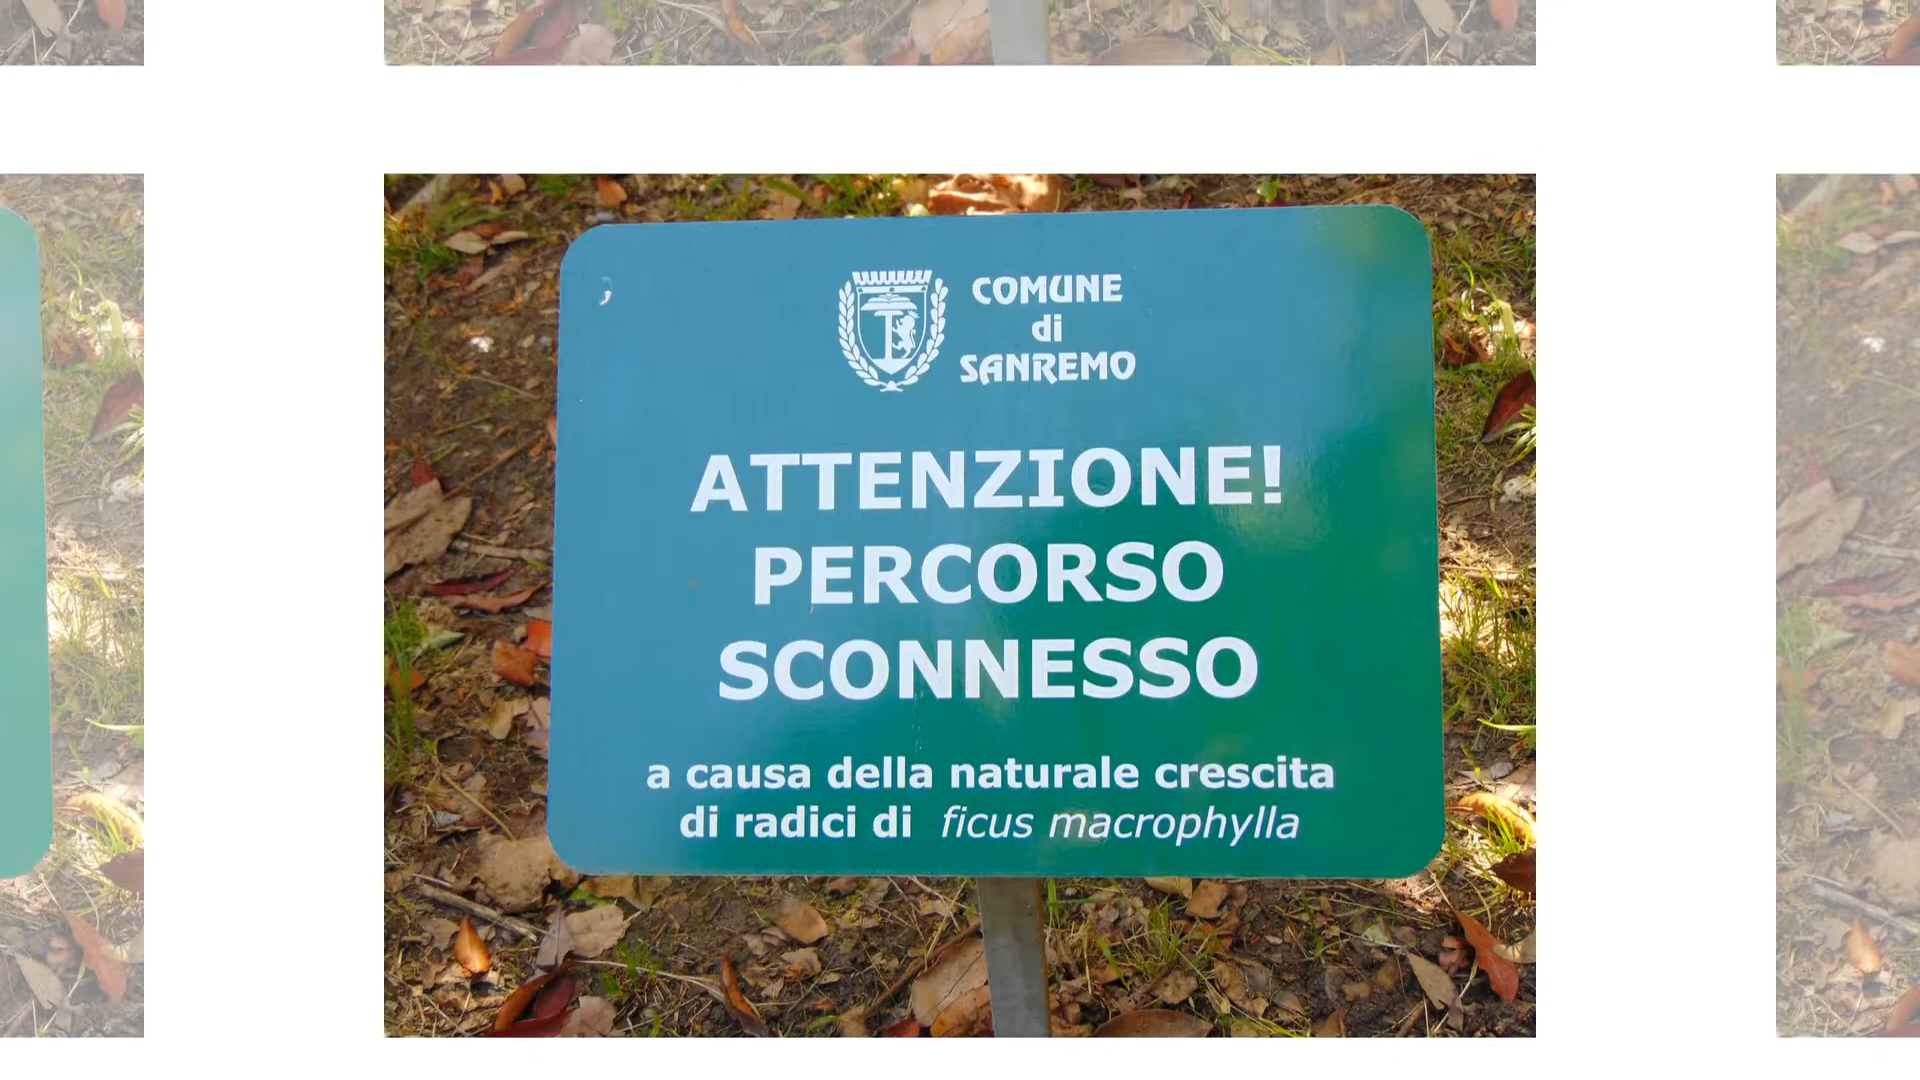 COMUNE
di
SANREMO
ATTENZIONE!
PERCORSO
SCONNESSO
a causa della naturale crescita
di radici di ficus macrophylla